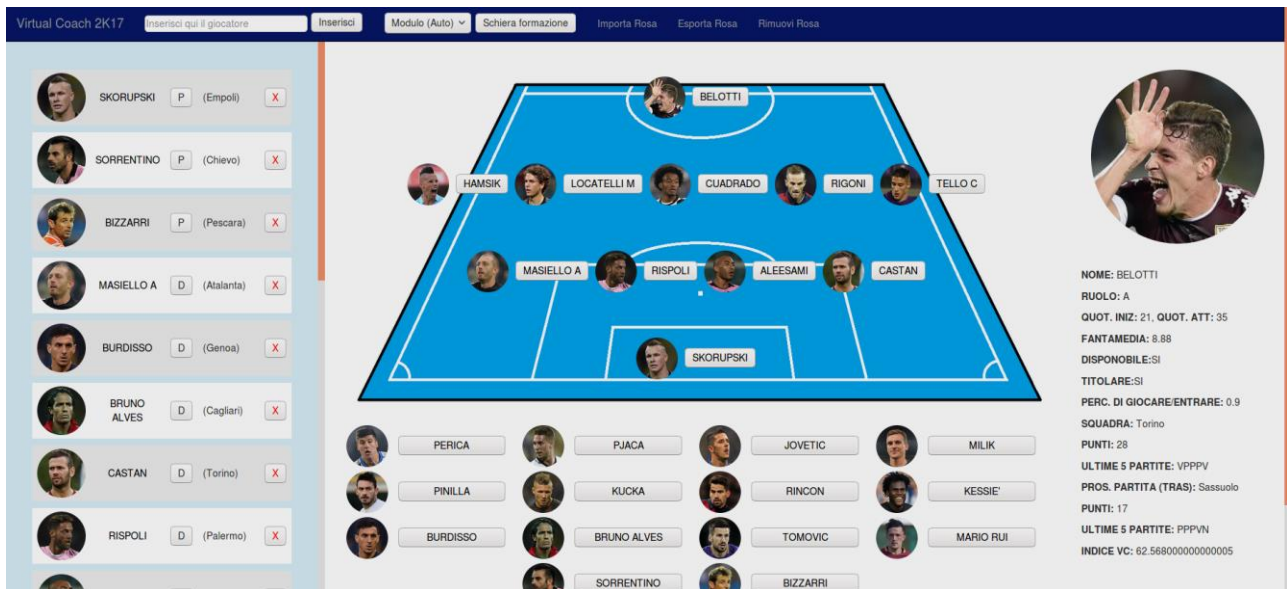 Virtual Coach 2K17 Inserisci qui il giocatore Inserisci Modulo (Auto) Schiera formazione Importa Rosa Esporta Rosa Rimuovi Rosa
SKORUPSKI P (Empoli) X
SORRENTINO P (Chievo) X
BIZZARRI P (Pescara) X
MASIELLO A D (Atalanta) X
BURDISSO D (Genoa) X
BRUNO
ALVES D (Cagliari) X
CASTAN D (Torino) X
RISPOLI D (Palermo) X
BELOTTI
HAMSIK LOCATELLI M CUADRADO RIGONI TELLO C
MASIELLO A RISPOLI ALEESAMI CASTAN
SKORUPSKI
PERICA PJACA JOVETIC MILIK
PINILLA KUCKA RINCON KESSIE'
BURDISSO BRUNO ALVES TOMOVIC MARIO RUI
SORRENTINO BIZZARRI
NOME: BELOTTI
RUOLO: A
QUOT. INIZ: 21, QUOT. ATT: 35
FANTAMEDIA: 8.88
DISPONOBILE:SI
TITOLARE:SI
PERC. DI GIOCARE/ENTRARE: 0.9
SQUADRA: Torino
PUNTI: 28
ULTIME 5 PARTITE: VPPPV
PROS. PARTITA (TRAS): Sassuolo
PUNTI: 17
ULTIME 5 PARTITE: PPPVN
INDICE VC: 62.568000000000005